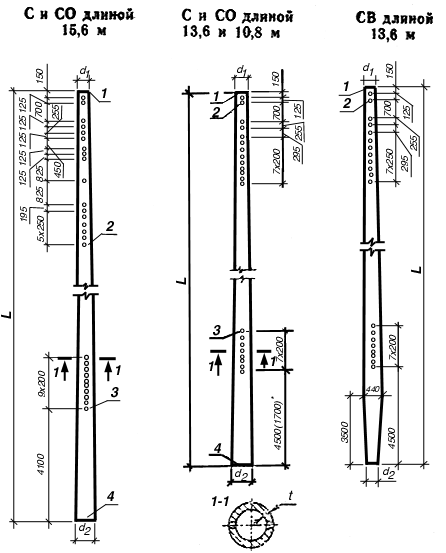 С и СО длиной
15,6 м
С и СО длиной
13,6 и 10,8 м
СВ длиной
13,6 м
150
d1
1
125
700
255
125
125
125
450
825
825
195
5х250
2
L
9х200
1
1
3
4100
4
d2
d1
1
2
150
700
125
255
295
7х200
L
3
7х200
1
1
4500(1700)*
4
d2
1-1
t
150
d1
1
2
700
125
255
295
7х250
L
7х200
440
3500
4500
d2